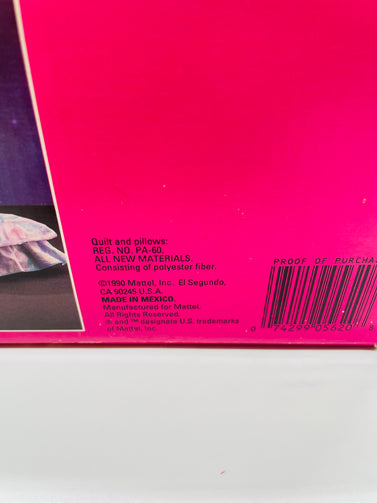 Quilt and pillows:
REG. NO. PA-60.
ALL NEW MATERIALS.
Consisting of polyester fiber.
©1990 Mattel, Inc. El Segundo,
CA 90245 U.S.A.
MADE IN MEXICO.
Manufactured for Mattel.
All Rights Reserved.
® and ™ designate U.S. trademarks
of Mattel, Inc.
PROOF OF PURCHA
0 74299 05620 8